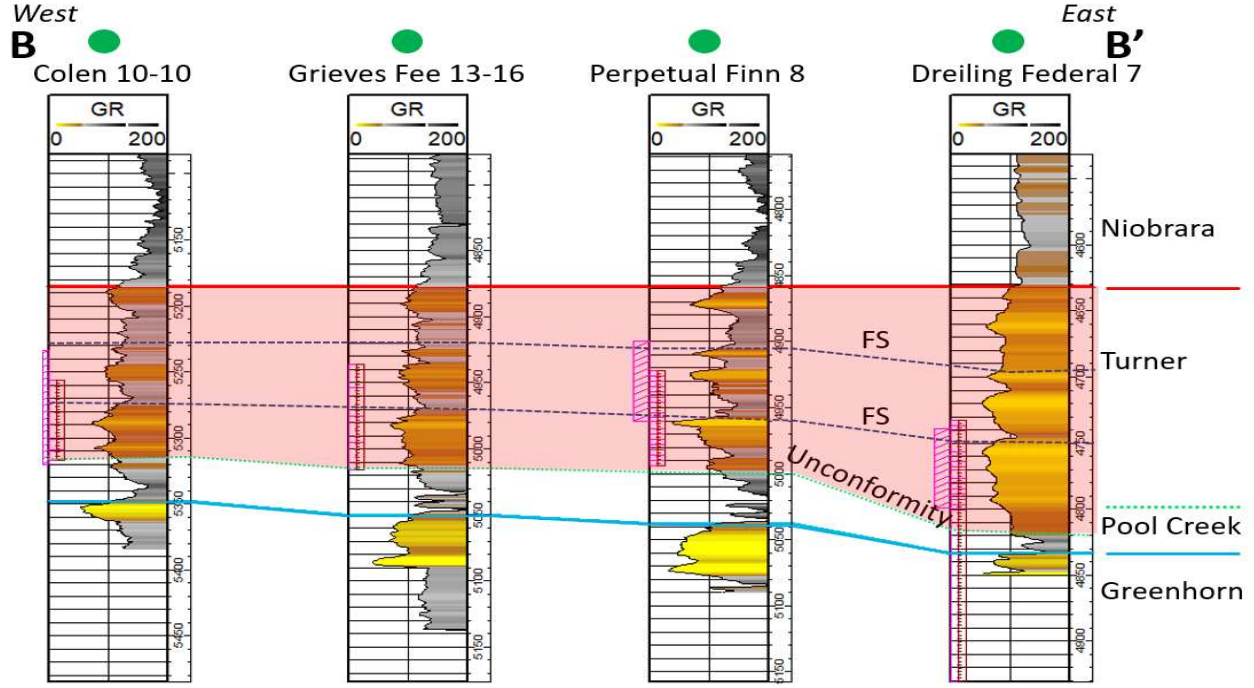 West East
B B'
Colen 10-10 Grieves Fee 13-16 Perpetual Finn 8 Dreiling Federal 7
GR GR GR GR
0 200 0 200 0 200 0 200
5150
5200
5250
5300
5350
5400
5450
4850
4900
4950
5000
5050
5100
5150
4800
4850
4900
4950
5000
5050
5100
5150
4600
4650
4700
4750
4800
4850
4900
FS
FS
Unconformity
Niobrara
Turner
Pool Creek
Greenhorn